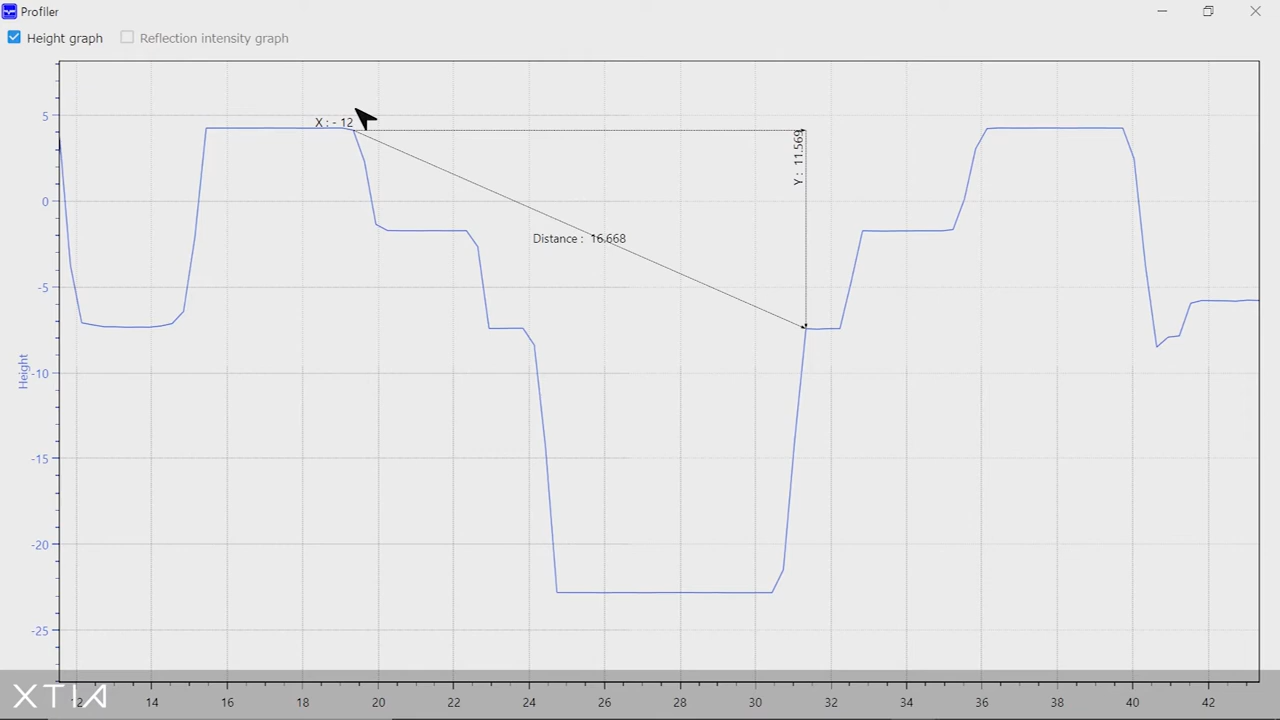 Profiler
Height graph
Reflection intensity graph
5
0
-5
-10
-15
-20
-25
Height
X : - 12
Y : 11.569
Distance : 16.668
12 14 16 18 20 22 24 26 28 30 32 34 36 38 40 42
XTIA